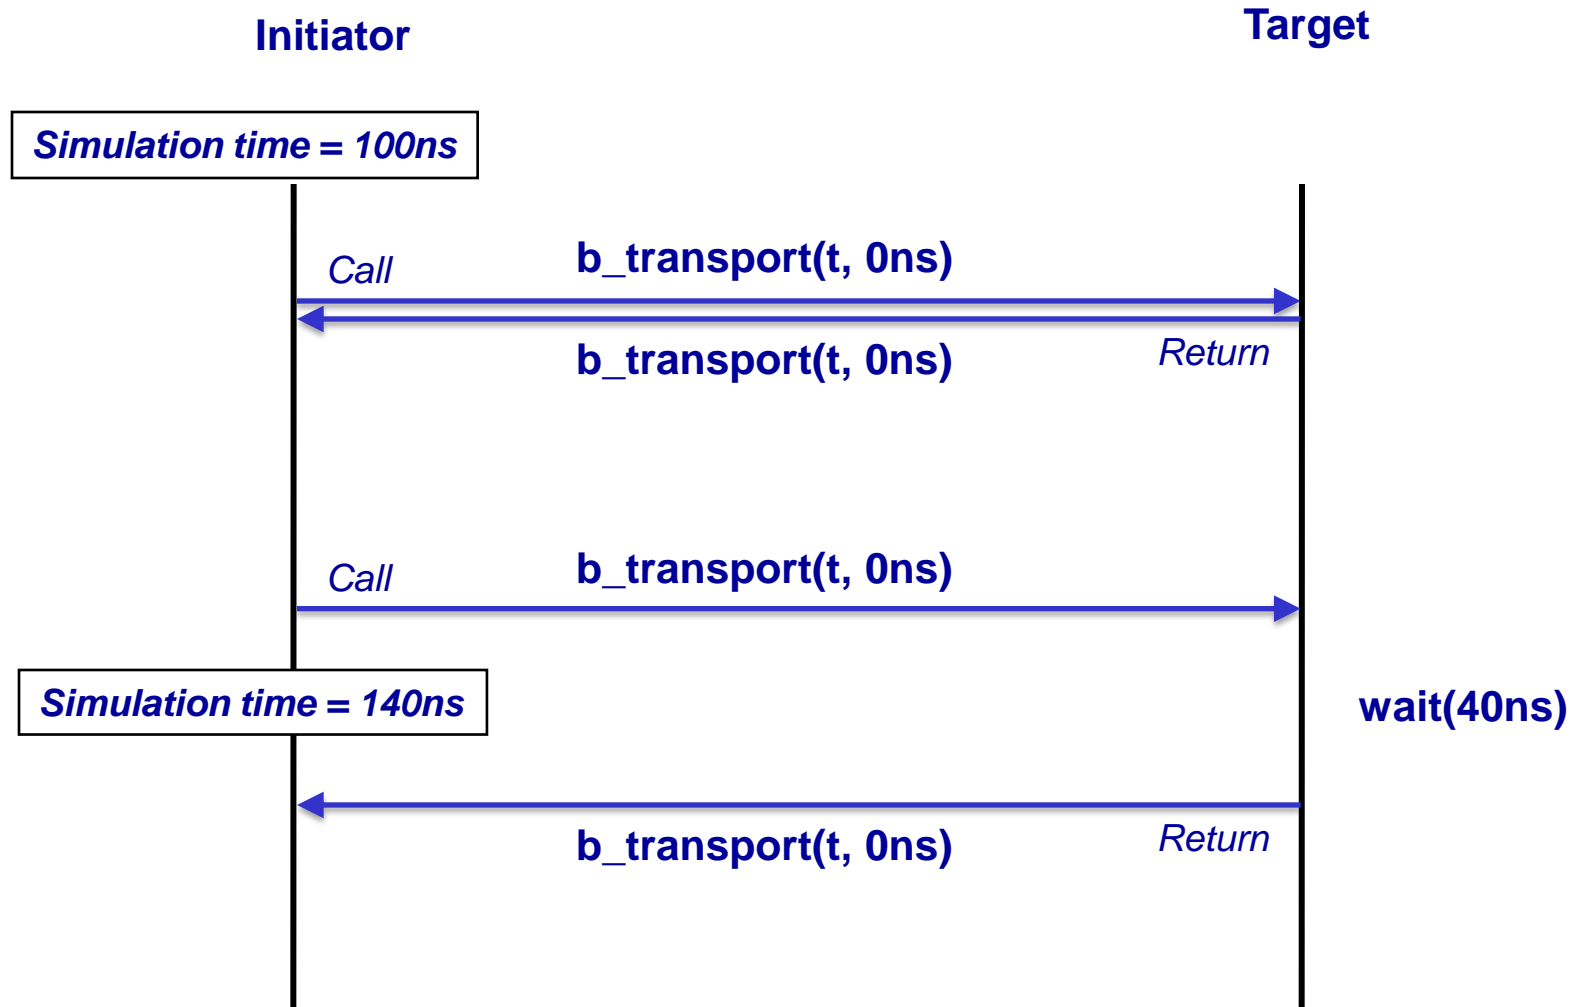 Initiator
Target
Simulation time = 100ns
Call
b_transport(t, 0ns)
b_transport(t, 0ns)
Return
Call
b_transport(t, 0ns)
Simulation time = 140ns
wait(40ns)
b_transport(t, 0ns)
Return